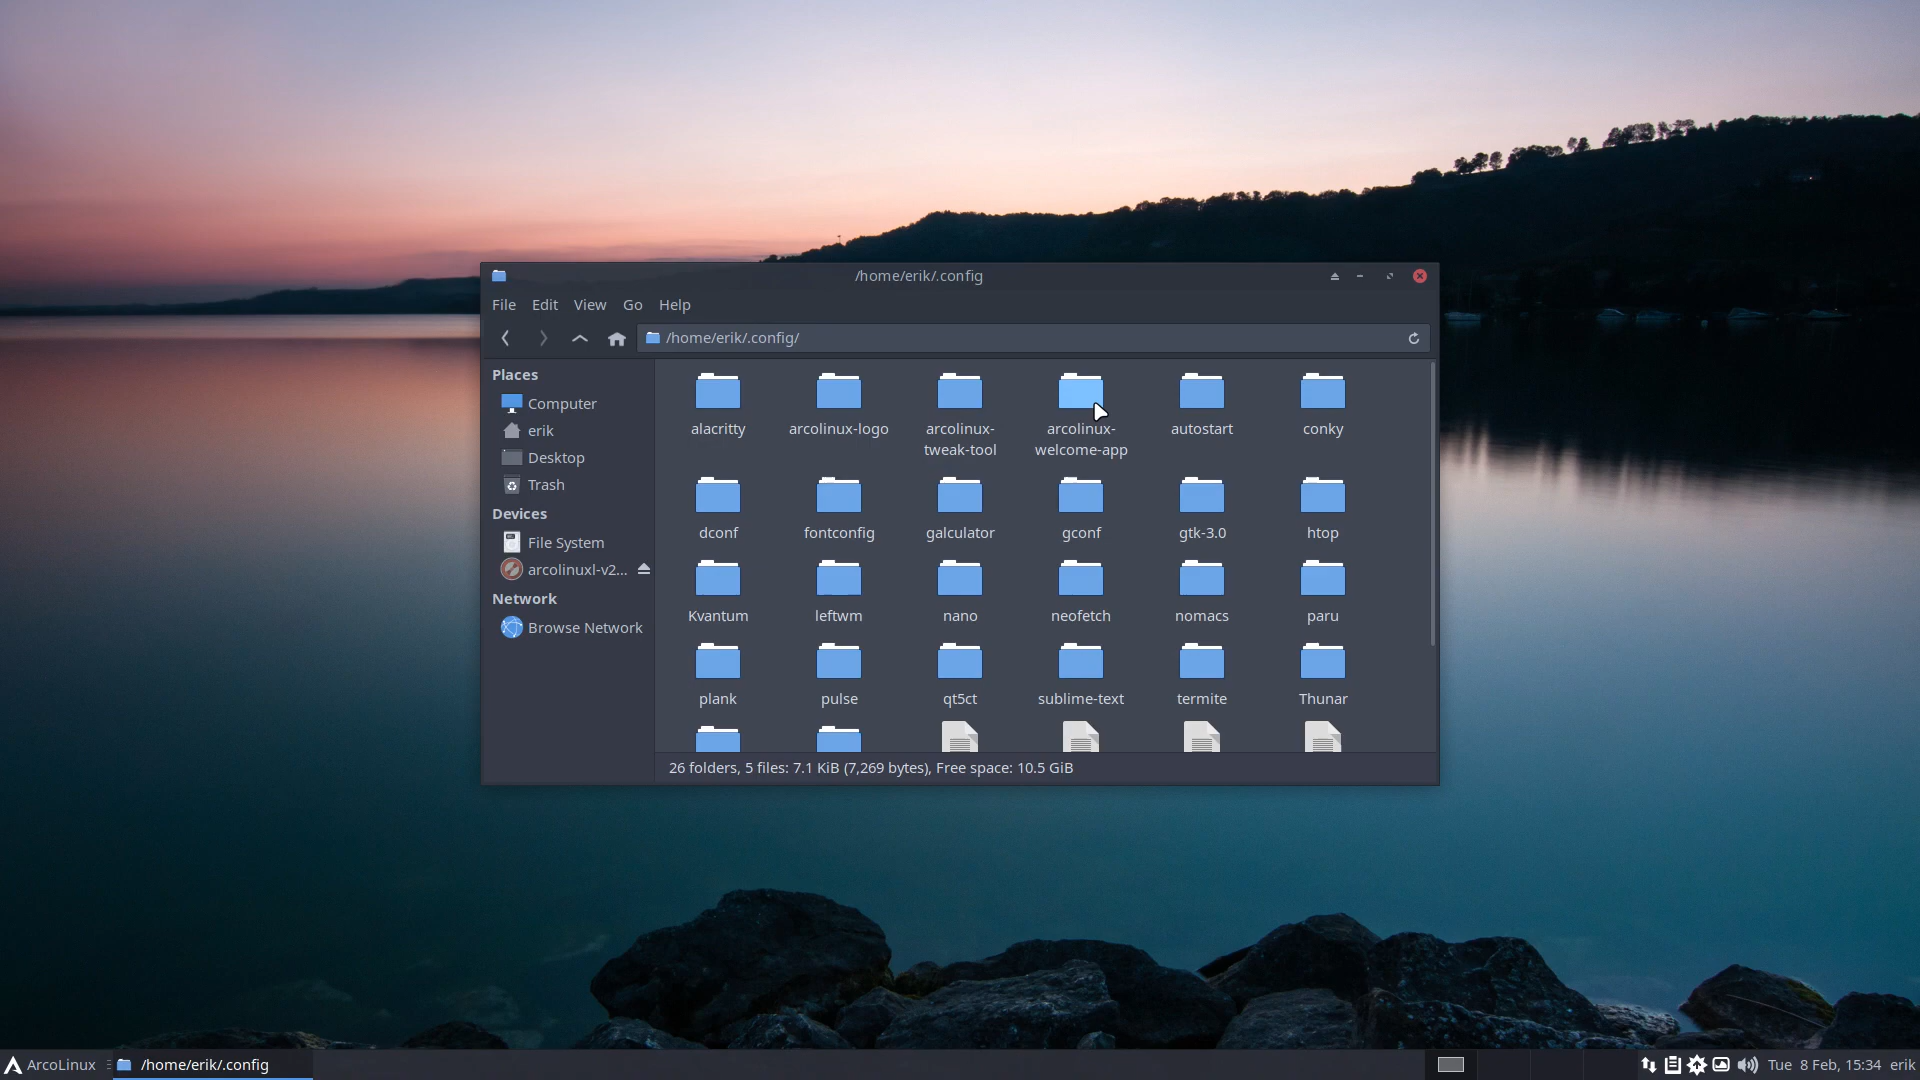 /home/erik/.config
File Edit View Go Help
/home/erik/.config/
Places
Computer
erik
Desktop
Trash
Devices
File System
arcolinuxl-v2...
Network
Browse Network
alacritty
arcolinux-logo
arcolinux-
tweak-tool
arcolinux-
welcome-app
autostart
conky
dconf
fontconfig
galculator
gconf
gtk-3.0
htop
Kvantum
leftwm
nano
neofetch
nomacs
paru
plank
pulse
qt5ct
sublime-text
termite
Thunar
26 folders, 5 files: 7.1 KiB (7,269 bytes), Free space: 10.5 GiB
ArcoLinux
/home/erik/.config
Tue 8 Feb, 15:34 erik